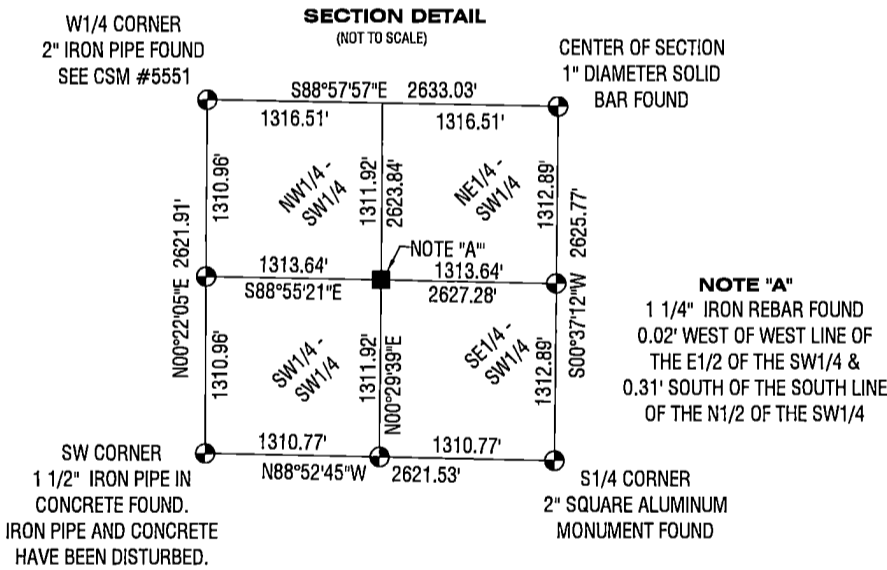 SECTION DETAIL
(NOT TO SCALE)
W1/4 CORNER
2" IRON PIPE FOUND
SEE CSM #5551
CENTER OF SECTION
1" DIAMETER SOLID
BAR FOUND
S88°57'57"E 2633.03'
1316.51'
1316.51'
N00°22'05"E 2621.91'
1310.96'
NW1/4 -
SW1/4
1311.92'
2623.84'
NE1/4 -
SW1/4
1312.89'
S00°37'12"W 2625.77'
NOTE "A"'
1313.64'
1313.64'
S88°55'21"E
2627.28'
NOTE "A"
1 1/4" IRON REBAR FOUND
0.02' WEST OF WEST LINE OF
THE E1/2 OF THE SW1/4 &
0.31' SOUTH OF THE SOUTH LINE
OF THE N1/2 OF THE SW1/4
1310.96'
SW1/4 -
SW1/4
1311.92'
N00°29'39"E
SE1/4 -
SW1/4
1312.89'
1310.77'
1310.77'
N88°52'45"W 2621.53'
SW CORNER
1 1/2" IRON PIPE IN
CONCRETE FOUND.
IRON PIPE AND CONCRETE
HAVE BEEN DISTURBED.
S1/4 CORNER
2" SQUARE ALUMINUM
MONUMENT FOUND